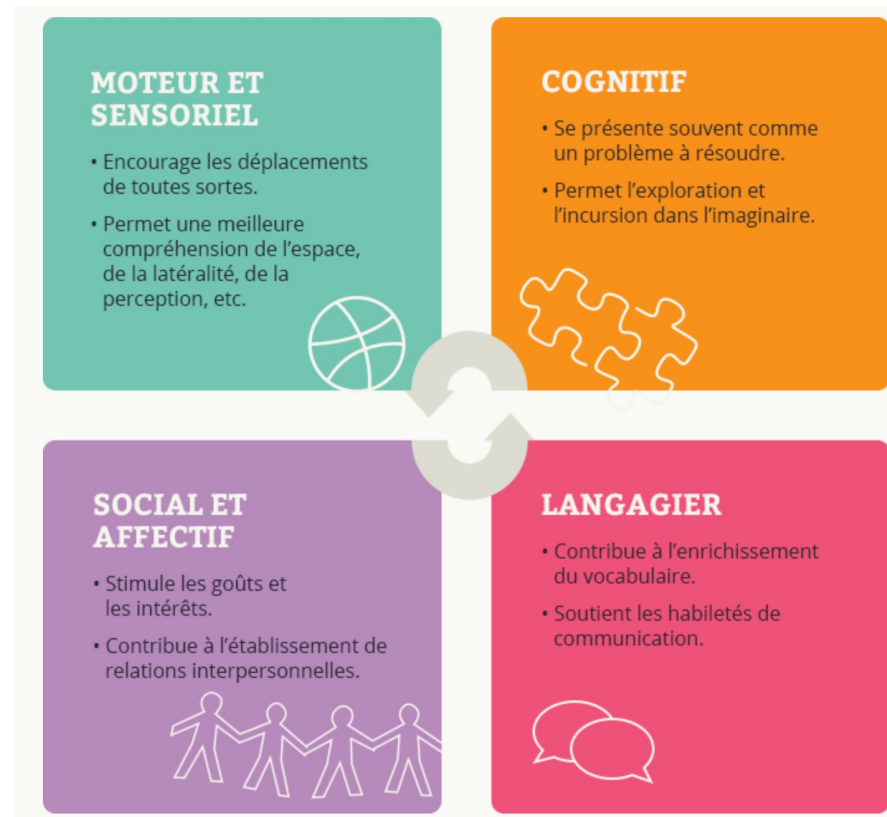 MOTEUR ET
SENSORIEL
• Encourage les déplacements
de toutes sortes.
• Permet une meilleure
compréhension de l’espace,
de la latéralité, de la
perception, etc.
COGNITIF
• Se présente souvent comme
un problème à résoudre.
• Permet l’exploration et
l’incursion dans l’imaginaire.
SOCIAL ET
AFFECTIF
• Stimule les goûts et
les intérêts.
• Contribue à l’établissement de
relations interpersonnelles.
LANGAGIER
• Contribue à l’enrichissement
du vocabulaire.
• Soutient les habiletés de
communication.